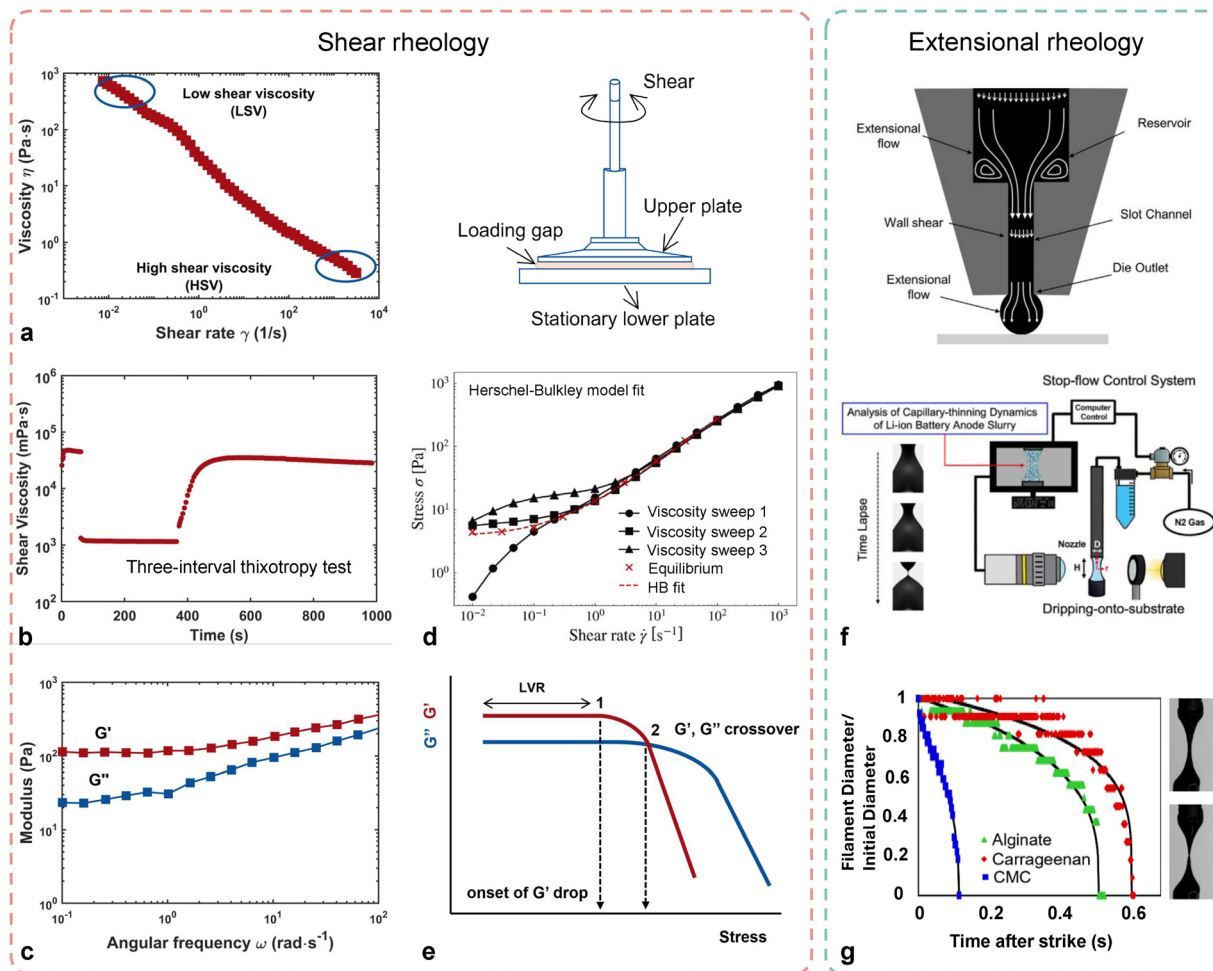 Shear rheology
Extensional rheology
10³
10²
10¹
10⁰
10⁻¹
Viscosity η (Pa·s)
Low shear viscosity
(LSV)
High shear viscosity
(HSV)
10⁻² 10⁰ 10² 10⁴
Shear rate γ (1/s)
a
Shear
Upper plate
Loading gap
Stationary lower plate
Extensional
flow
Reservoir
Wall shear
Slot Channel
Die Outlet
Extensional
flow
10⁶
10⁵
10⁴
10³
10²
Shear Viscosity (mPa·s)
Three-interval thixotropy test
0 200 400 600 800 1000
Time (s)
b
Herschel-Bulkley model fit
10³
10²
10¹
10⁰
Stress σ [Pa]
Viscosity sweep 1
Viscosity sweep 2
Viscosity sweep 3
Equilibrium
HB fit
10⁻² 10⁻¹ 10⁰ 10¹ 10² 10³
Shear rate γ̇ [s⁻¹]
d
Stop-flow Control System
Analysis of Capillary-thinning Dynamics
of Li-ion Battery Anode Slurry
Computer
Control
N2 Gas
Time Lapse
Nozzle
D
H
r
Dripping-onto-substrate
f
10³
10²
10¹
10⁰
Modulus (Pa)
G'
G''
10⁻¹ 10⁰ 10¹ 10²
Angular frequency ω (rad·s⁻¹)
c
LVR
1
2
G', G'' crossover
G'
G''
onset of G' drop
Stress
e
1
0.8
0.6
0.4
0.2
0
Filament Diameter/
Initial Diameter
Alginate
Carrageenan
CMC
0 0.2 0.4 0.6
Time after strike (s)
g